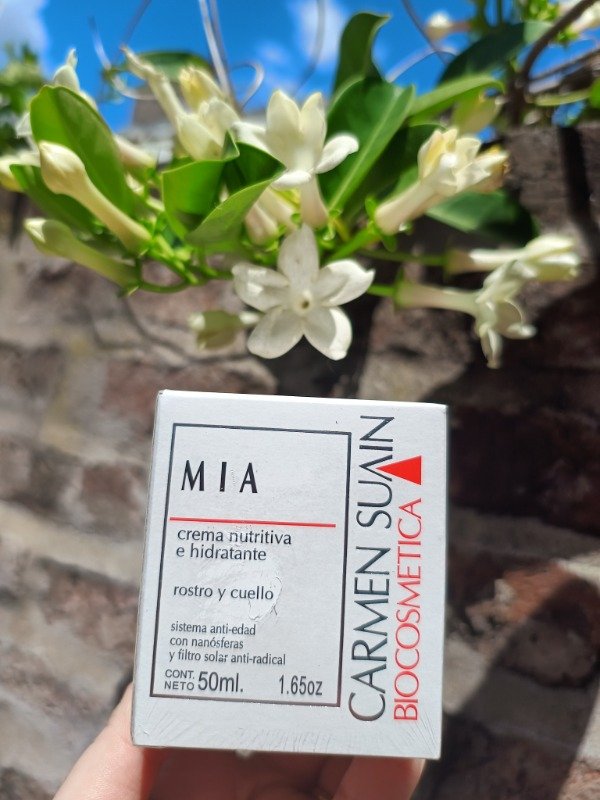 MIA
crema nutritiva
e hidratante
rostro y cuello
sistema anti-edad
con nanósferas
y filtro solar anti-radical
CONT.
NETO 50ml. 1.65oz
CARMEN SUAIN
BIOCOSMETICA